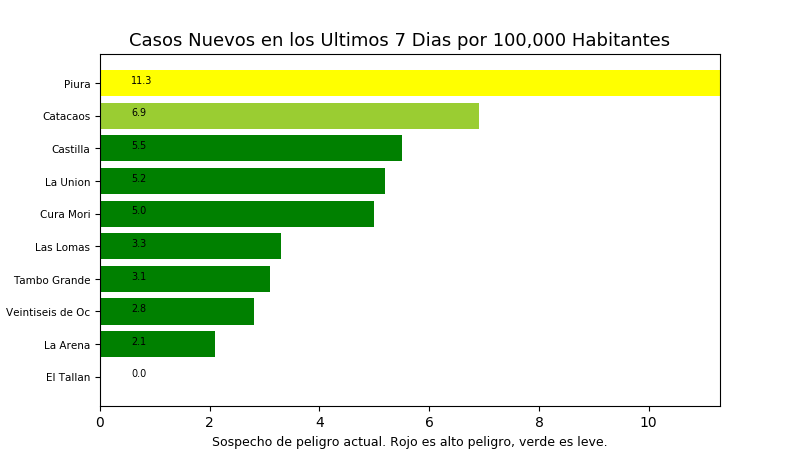 Casos Nuevos en los Ultimos 7 Dias por 100,000 Habitantes
Piura 11.3
Catacaos 6.9
Castilla 5.5
La Union 5.2
Cura Mori 5.0
Las Lomas 3.3
Tambo Grande 3.1
Veintiseis de Oc 2.8
La Arena 2.1
El Tallan 0.0
0 2 4 6 8 10
Sospecho de peligro actual. Rojo es alto peligro, verde es leve.